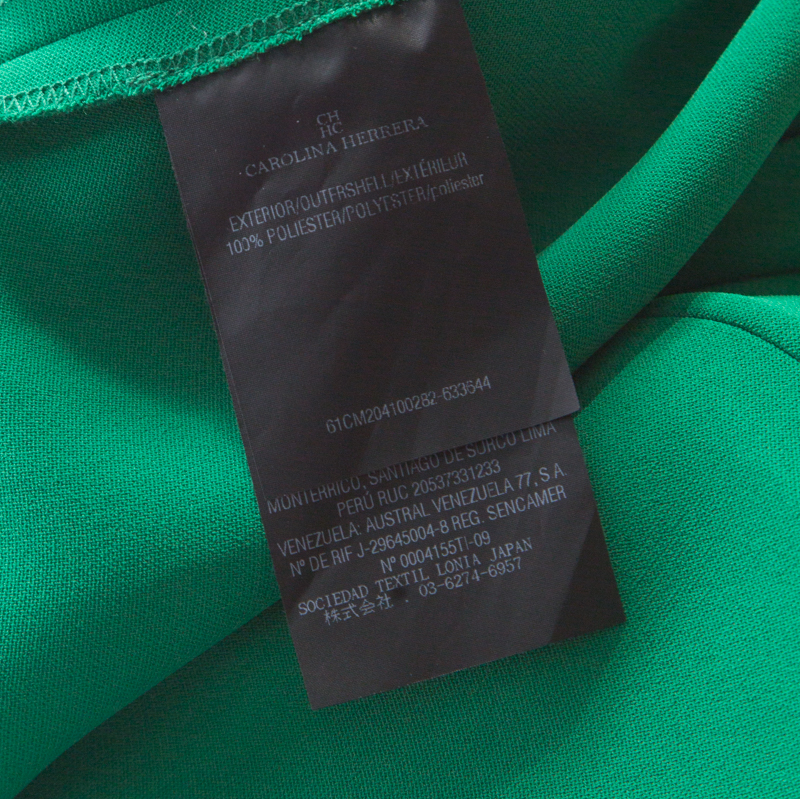 CH
HC
CAROLINA HERRERA
EXTERIOR/OUTERSHELL/EXTÉRIEUR
100% POLIESTER/POLYESTER/poliester
61CM204100282-633644
MONTERRICO, SANTIAGO DE SURCO LIMA
PERÚ RUC 20537331233
VENEZUELA: AUSTRAL VENEZUELA 77, S.A.
Nº DE RIF J-29645004-8 REG. SENCAMER
Nº 0004155TI-09
SOCIEDAD TEXTIL LONIA JAPAN
株式会社 . 03-6274-6957